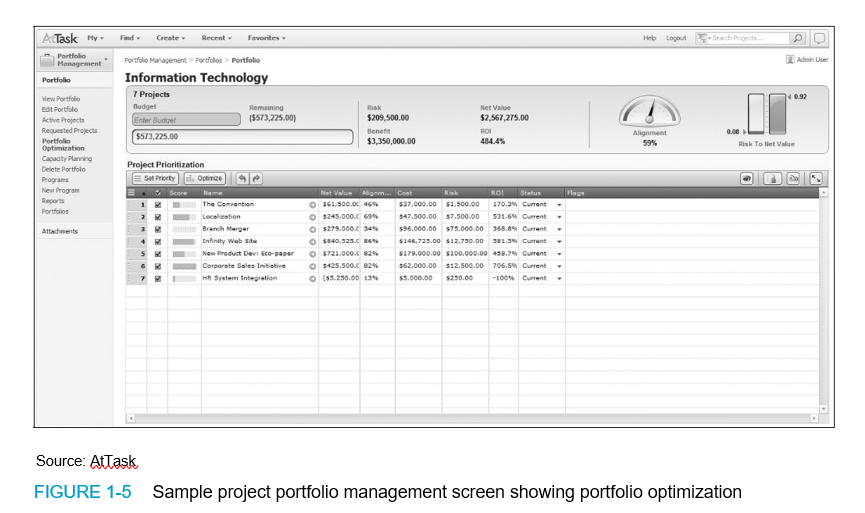 AtTask My Find Create Recent Favorites Help Logout Search Projects...
Portfolio Management
Portfolio Management > Portfolios > Portfolio Admin User
Portfolio
Information Technology
View Portfolio
Edit Portfolio
Active Projects
Requested Projects
Portfolio Optimization
Capacity Planning
Delete Portfolio
Programs
New Program
Reports
Portfolios
Attachments
7 Projects
Budget Remaining
Enter Budget ($573,225.00)
$573,225.00
Risk Net Value
$209,500.00 $2,567,275.00
Benefit ROI
$3,350,000.00 484.4%
Alignment
59%
0.92
0.08
Risk To Net Value
Project Prioritization
Set Priority Optimize
Score Name Net Value Alignm... Cost Risk ROI Status Flags
1 The Convention $61,500.0( 46% $37,000.00 $1,500.00 170.3% Current
2 Localization $245,000.( 69% $47,500.00 $7,500.00 531.6% Current
3 Branch Merger $279,000.( 34% $96,000.00 $75,000.00 368.8% Current
4 Infinity Web Site $840,525.( 86% $146,725.00 $12,750.00 581.5% Current
5 New Product Dev: Eco-paper $721,000.( 82% $179,000.00 $100,000.00 458.7% Current
6 Corporate Sales Initiative $425,500.( 82% $62,000.00 $12,500.00 706.5% Current
7 HR System Integration ($5,250.00 13% $5,000.00 $250.00 -100% Current
Source: AtTask
FIGURE 1-5 Sample project portfolio management screen showing portfolio optimization